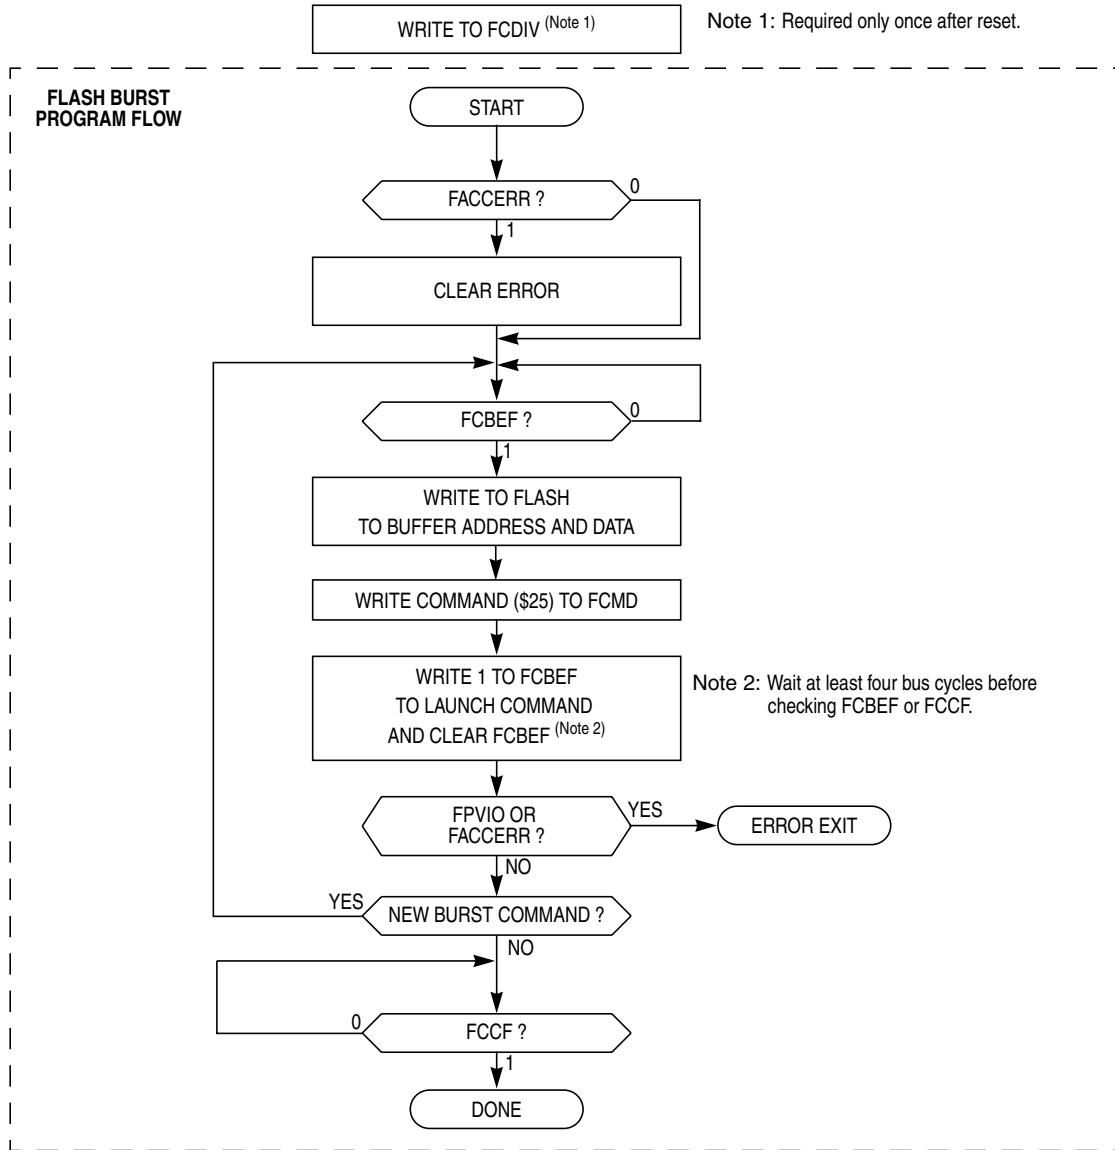 WRITE TO FCDIV (Note 1)
Note 1: Required only once after reset.
FLASH BURST
PROGRAM FLOW
START
FACCERR ?
0
1
CLEAR ERROR
FCBEF ?
0
1
WRITE TO FLASH
TO BUFFER ADDRESS AND DATA
WRITE COMMAND ($25) TO FCMD
WRITE 1 TO FCBEF
TO LAUNCH COMMAND
AND CLEAR FCBEF (Note 2)
Note 2: Wait at least four bus cycles before
checking FCBEF or FCCF.
FPVIO OR
FACCERR ?
YES
ERROR EXIT
NO
YES
NEW BURST COMMAND ?
NO
0
FCCF ?
1
DONE